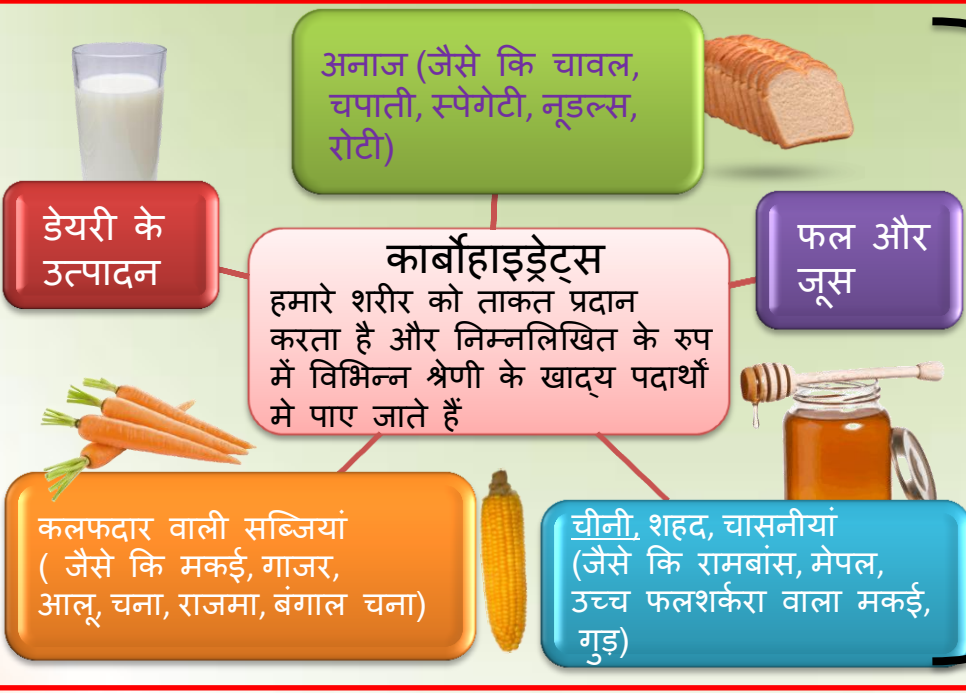 अनाज (जैसे कि चावल,
चपाती, स्पेगेटी, नूडल्स,
रोटी)
डेयरी के
उत्पादन
फल और
जूस
कार्बोहाइड्रेट्स
हमारे शरीर को ताकत प्रदान
करता है और निम्नलिखित के रुप
में विभिन्न श्रेणी के खाद्य पदार्थों
मे पाए जाते हैं
कलफदार वाली सब्जियां
( जैसे कि मकई, गाजर,
आलू, चना, राजमा, बंगाल चना)
चीनी, शहद, चासनीयां
(जैसे कि रामबांस, मेपल,
उच्च फलशर्करा वाला मकई,
गुड़)